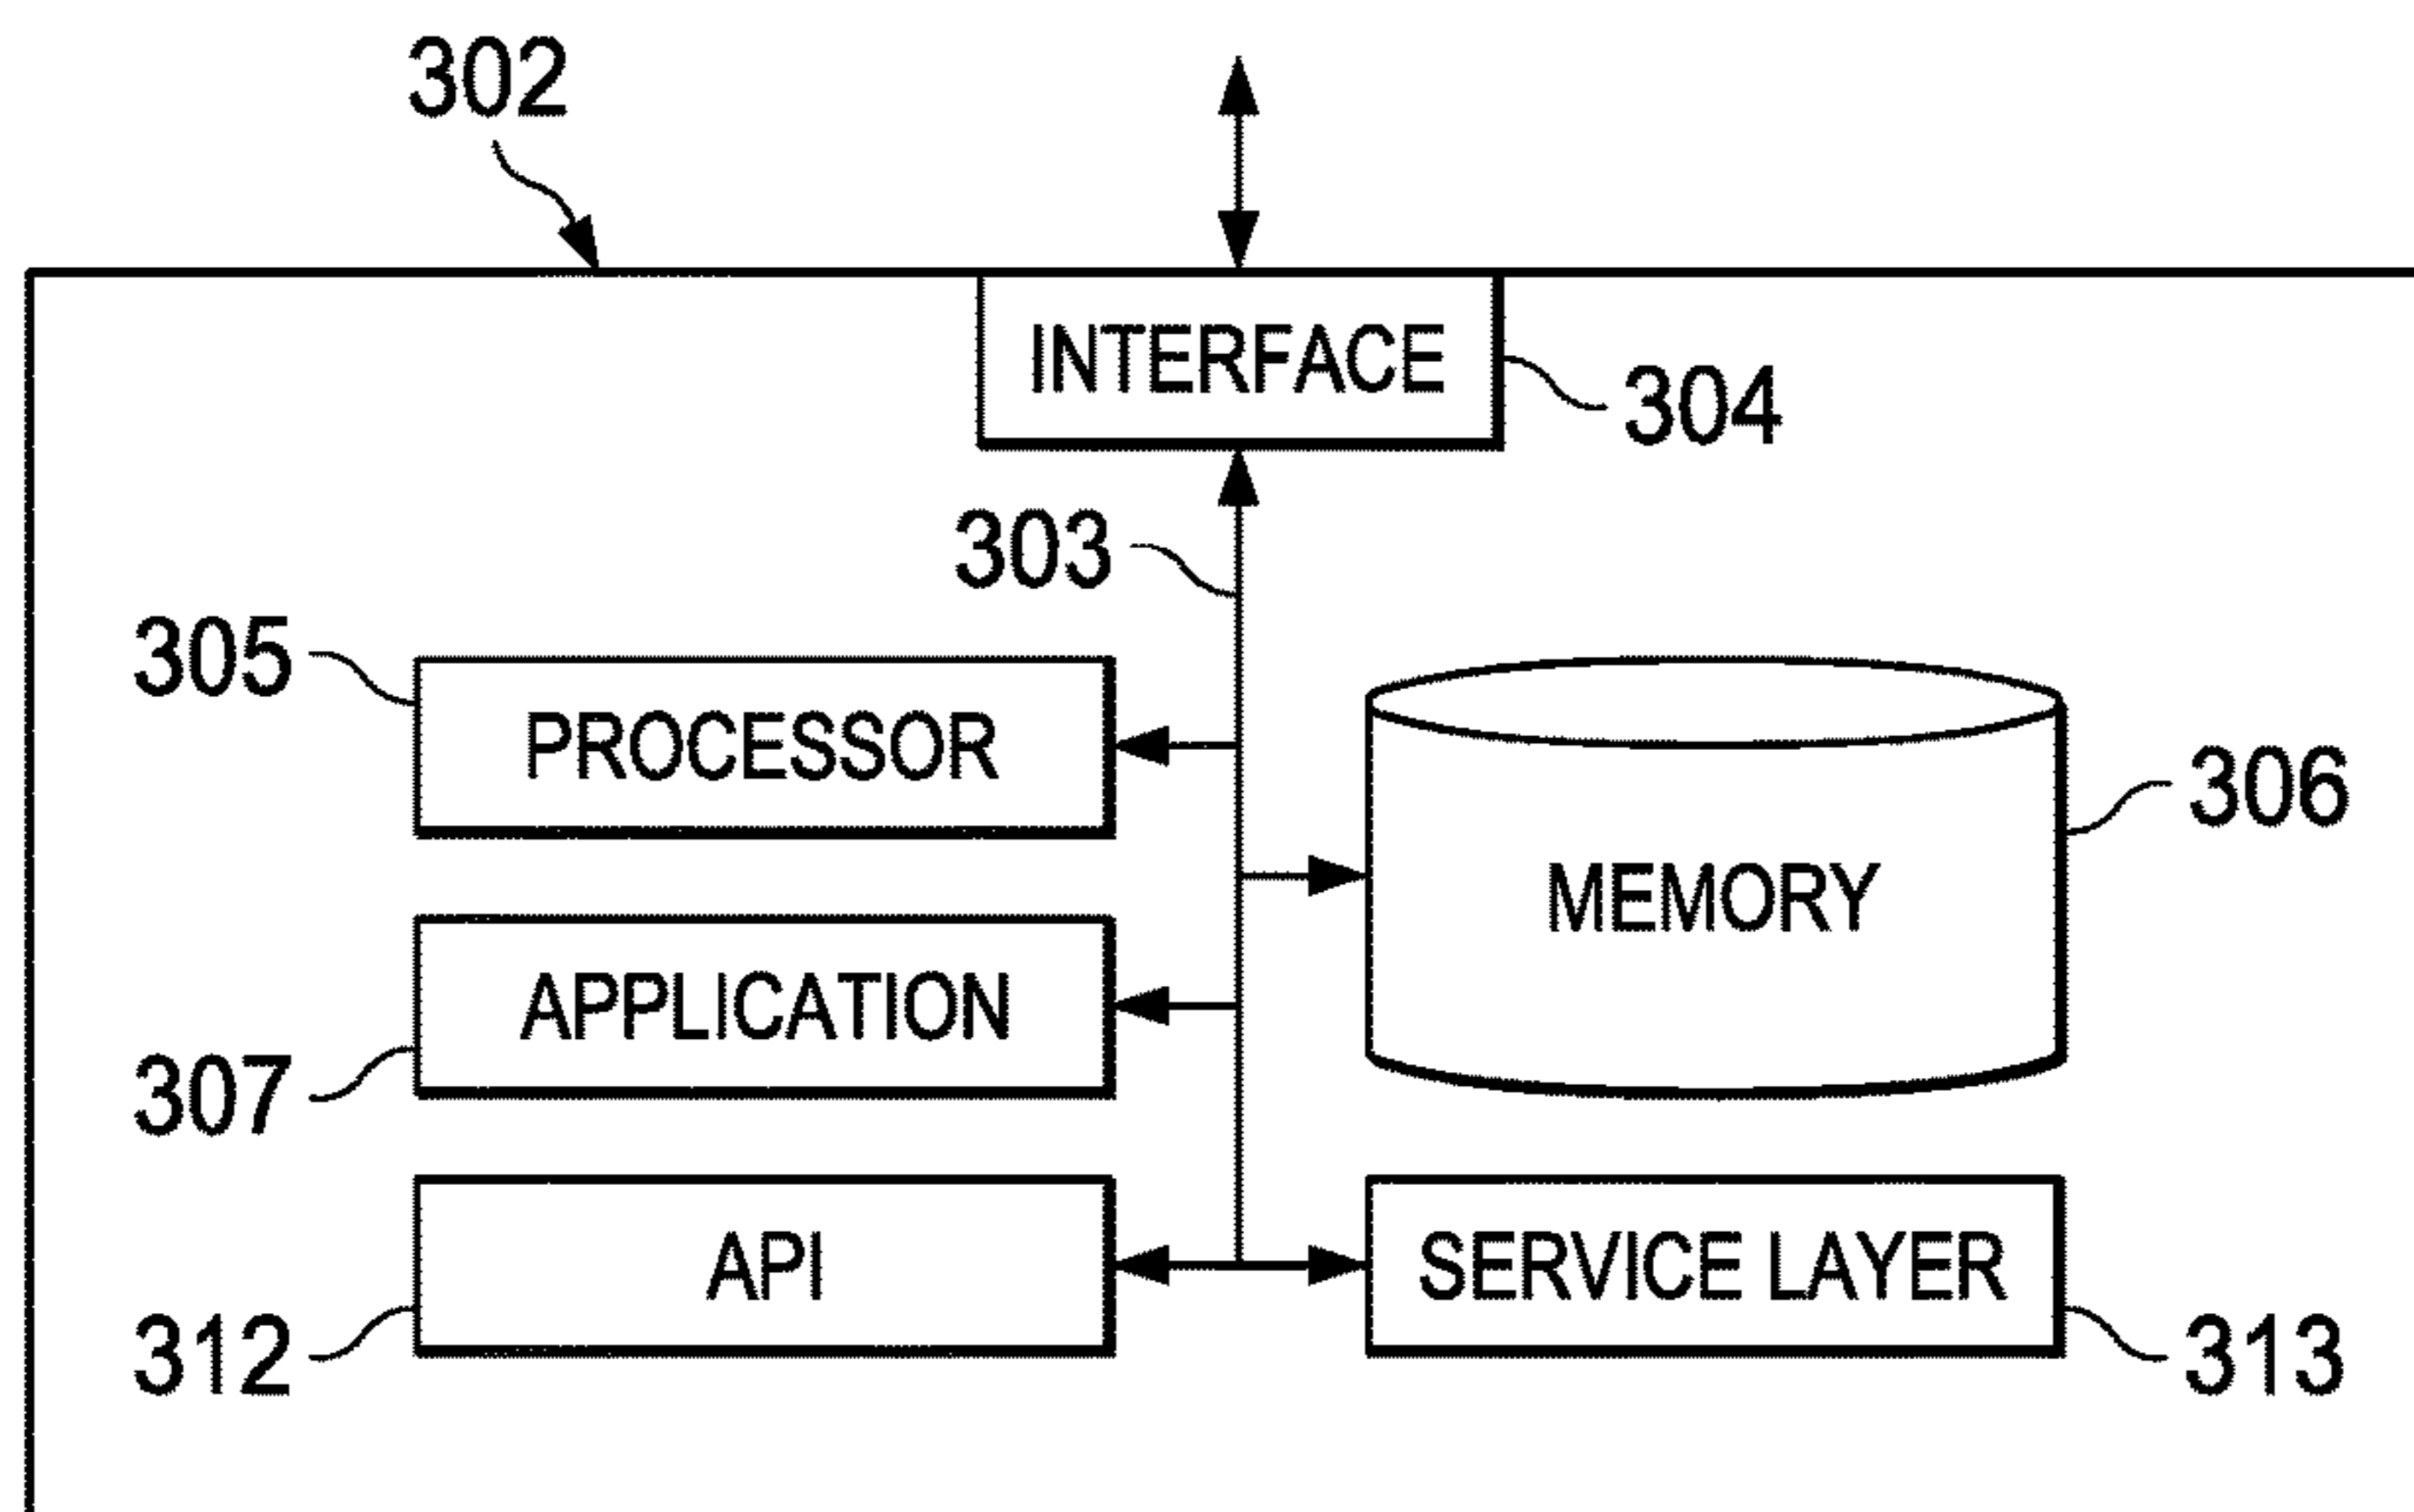 302
INTERFACE
304
303
305
PROCESSOR
306
MEMORY
APPLICATION
307
API
SERVICE LAYER
312
313